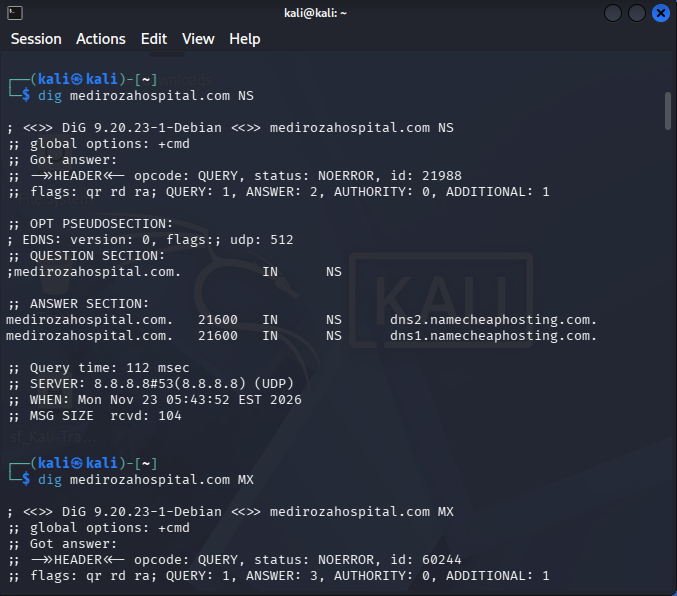 kali@kali: ~
Session Actions Edit View Help
┌──(kali㉿kali)-[~]
└─$ dig medirozahospital.com NS
; <<>> DiG 9.20.23-1-Debian <<>> medirozahospital.com NS
;; global options: +cmd
;; Got answer:
;; ->>HEADER<<- opcode: QUERY, status: NOERROR, id: 21988
;; flags: qr rd ra; QUERY: 1, ANSWER: 2, AUTHORITY: 0, ADDITIONAL: 1
;; OPT PSEUDOSECTION:
; EDNS: version: 0, flags:; udp: 512
;; QUESTION SECTION:
;medirozahospital.com. IN NS
;; ANSWER SECTION:
medirozahospital.com. 21600 IN NS dns2.namecheaphosting.com.
medirozahospital.com. 21600 IN NS dns1.namecheaphosting.com.
;; Query time: 112 msec
;; SERVER: 8.8.8.8#53(8.8.8.8) (UDP)
;; WHEN: Mon Nov 23 05:43:52 EST 2026
;; MSG SIZE rcvd: 104
┌──(kali㉿kali)-[~]
└─$ dig medirozahospital.com MX
; <<>> DiG 9.20.23-1-Debian <<>> medirozahospital.com MX
;; global options: +cmd
;; Got answer:
;; ->>HEADER<<- opcode: QUERY, status: NOERROR, id: 60244
;; flags: qr rd ra; QUERY: 1, ANSWER: 3, AUTHORITY: 0, ADDITIONAL: 1
KALI